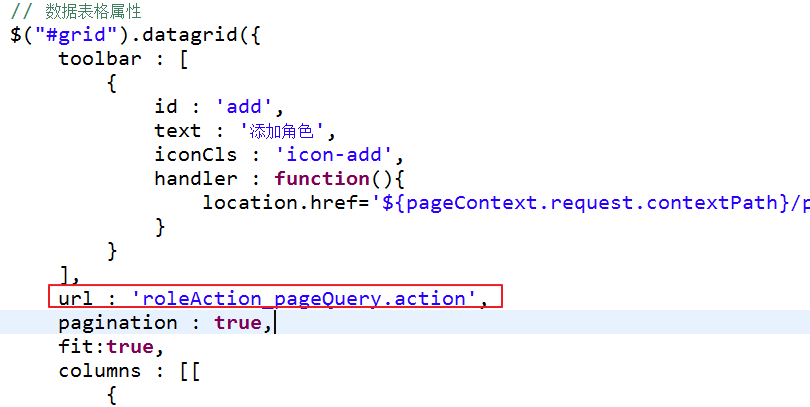 // 数据表格属性
$("#grid").datagrid({
    toolbar : [
        {
            id : 'add',
            text : '添加角色',
            iconCls : 'icon-add',
            handler : function(){
                location.href='${pageContext.request.contextPath}/p
            }
        }
    ],
    url : 'roleAction_pageQuery.action',
    pagination : true,
    fit:true,
    columns : [[
        {